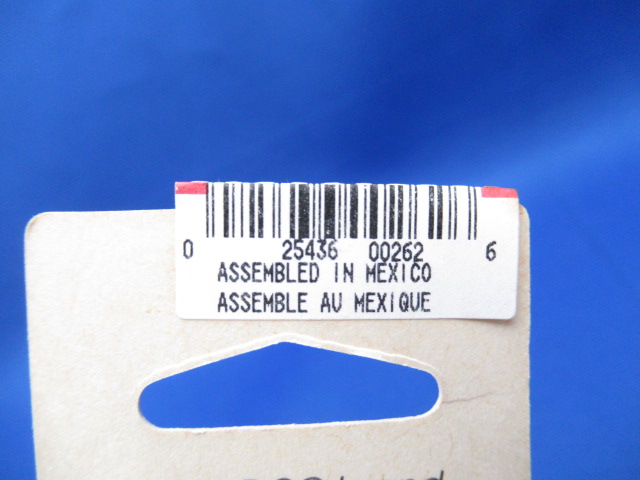 0 25436 00262 6
ASSEMBLED IN MEXICO
ASSEMBLE AU MEXIQUE